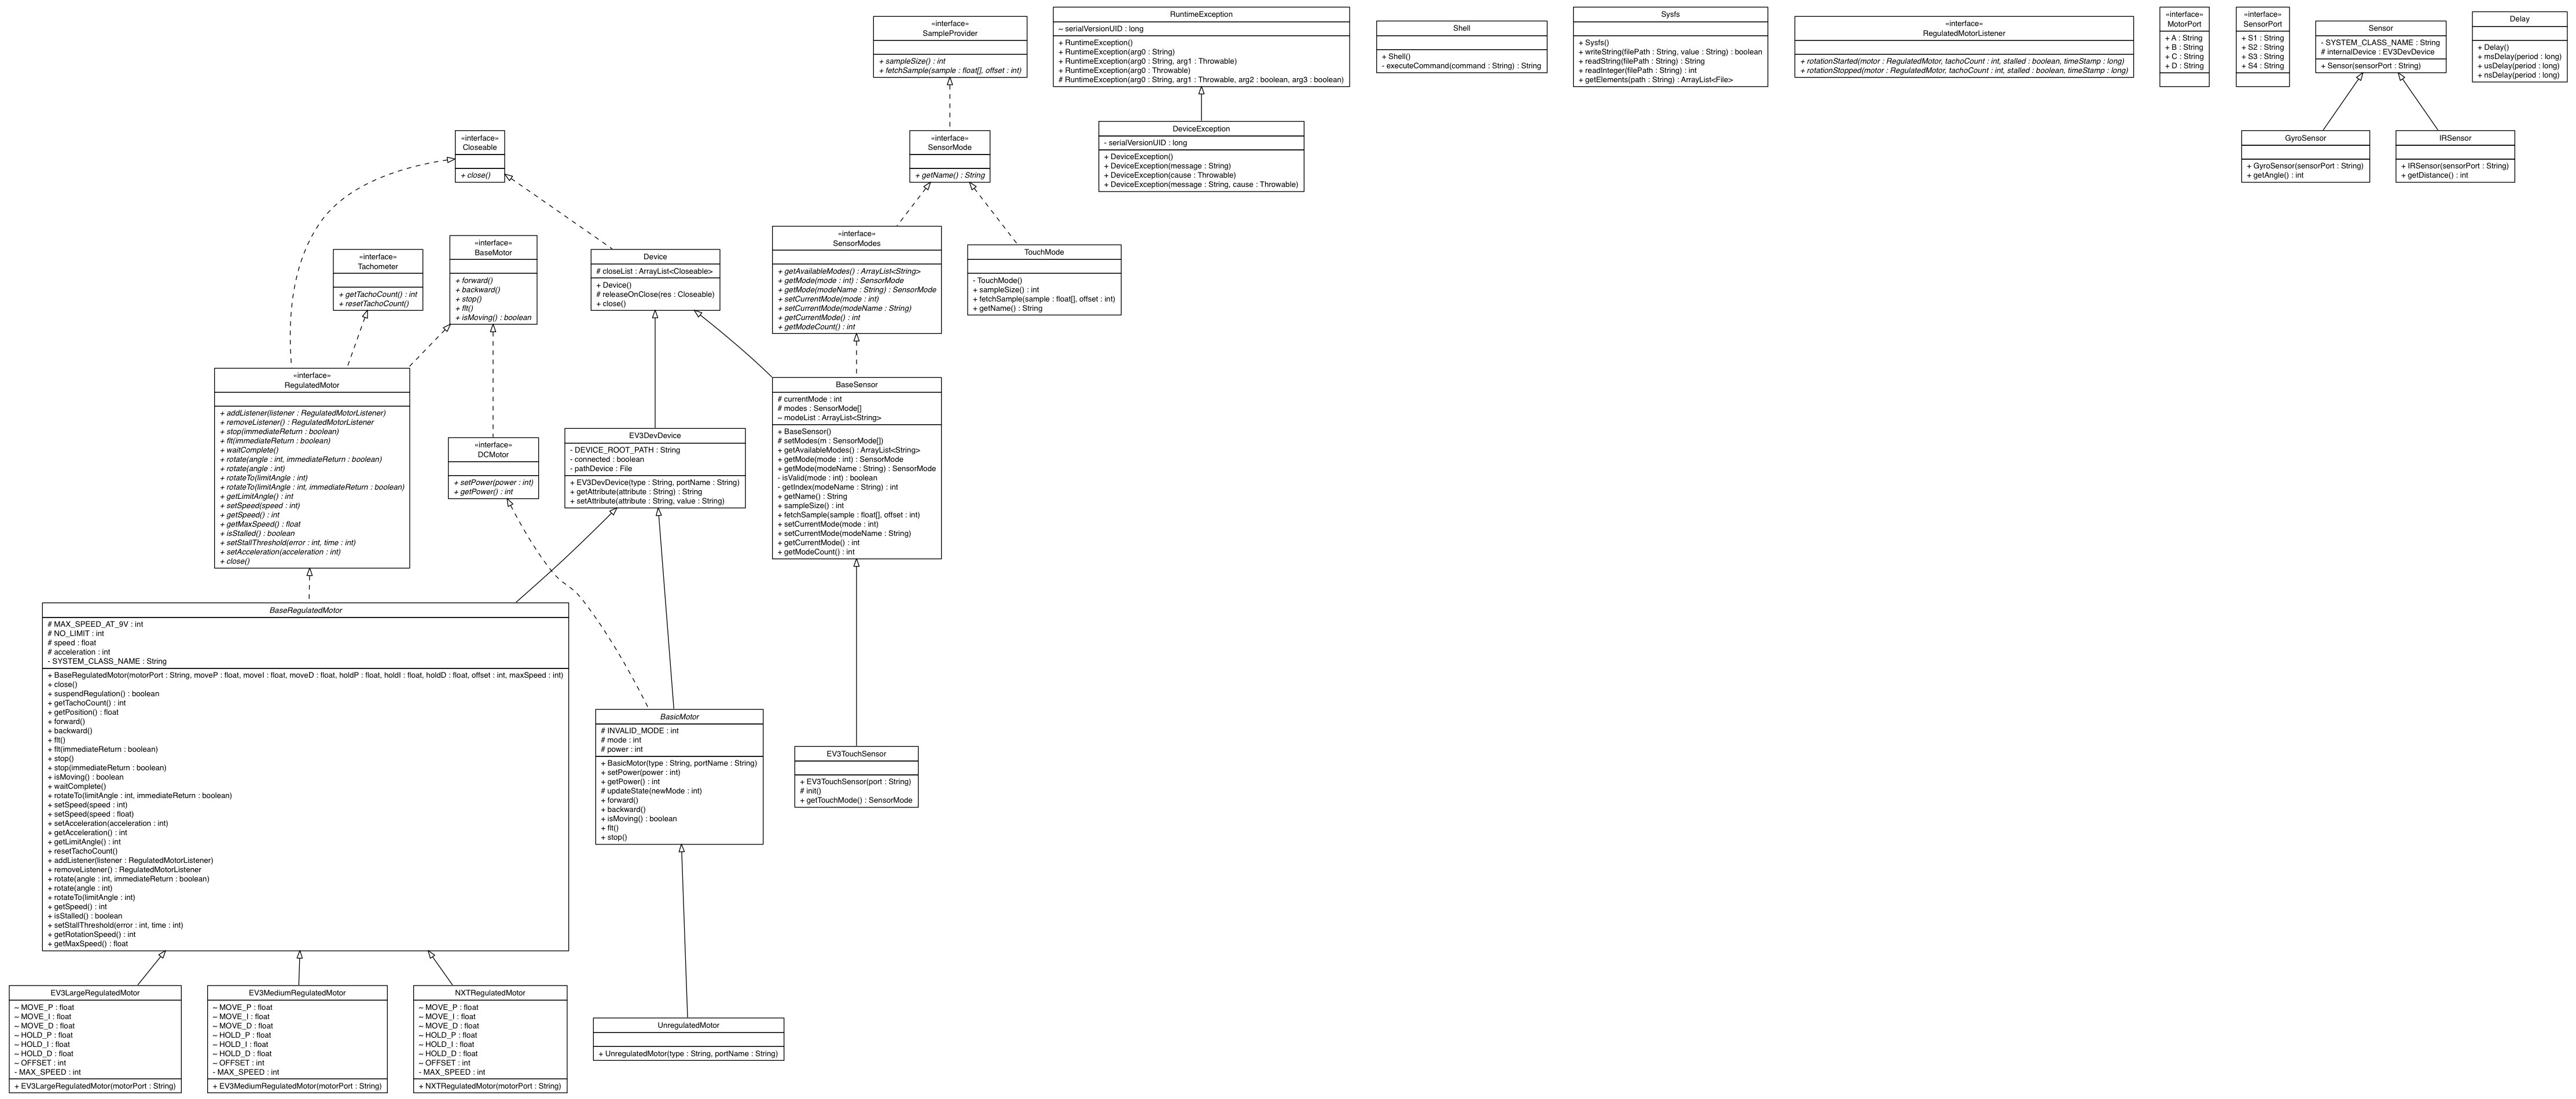 «interface»
SampleProvider
+ sampleSize() : int
+ fetchSample(sample : float[], offset : int)
RuntimeException
~ serialVersionUID : long
+ RuntimeException()
+ RuntimeException(arg0 : String)
+ RuntimeException(arg0 : String, arg1 : Throwable)
+ RuntimeException(arg0 : Throwable)
# RuntimeException(arg0 : String, arg1 : Throwable, arg2 : boolean, arg3 : boolean)
Shell
+ Shell()
- executeCommand(command : String) : String
Sysfs
+ Sysfs()
+ writeString(filePath : String, value : String) : boolean
+ readString(filePath : String) : String
+ readInteger(filePath : String) : int
+ getElements(path : String) : ArrayList<File>
«interface»
RegulatedMotorListener
+ rotationStarted(motor : RegulatedMotor, tachoCount : int, stalled : boolean, timeStamp : long)
+ rotationStopped(motor : RegulatedMotor, tachoCount : int, stalled : boolean, timeStamp : long)
«interface»
MotorPort
+ A : String
+ B : String
+ C : String
+ D : String
«interface»
SensorPort
+ S1 : String
+ S2 : String
+ S3 : String
+ S4 : String
Sensor
- SYSTEM_CLASS_NAME : String
# internalDevice : EV3DevDevice
+ Sensor(sensorPort : String)
Delay
+ Delay()
+ msDelay(period : long)
+ usDelay(period : long)
+ nsDelay(period : long)
«interface»
Closeable
+ close()
«interface»
SensorMode
+ getName() : String
DeviceException
- serialVersionUID : long
+ DeviceException()
+ DeviceException(message : String)
+ DeviceException(cause : Throwable)
+ DeviceException(message : String, cause : Throwable)
GyroSensor
+ GyroSensor(sensorPort : String)
+ getAngle() : int
IRSensor
+ IRSensor(sensorPort : String)
+ getDistance() : int
«interface»
Tachometer
+ getTachoCount() : int
+ resetTachoCount()
«interface»
BaseMotor
+ forward()
+ backward()
+ stop()
+ flt()
+ isMoving() : boolean
Device
# closeList : ArrayList<Closeable>
+ Device()
# releaseOnClose(res : Closeable)
+ close()
«interface»
SensorModes
+ getAvailableModes() : ArrayList<String>
+ getMode(mode : int) : SensorMode
+ getMode(modeName : String) : SensorMode
+ setCurrentMode(mode : int)
+ setCurrentMode(modeName : String)
+ getCurrentMode() : int
+ getModeCount() : int
TouchMode
- TouchMode()
+ sampleSize() : int
+ fetchSample(sample : float[], offset : int)
+ getName() : String
«interface»
RegulatedMotor
+ addListener(listener : RegulatedMotorListener)
+ removeListener() : RegulatedMotorListener
+ stop(immediateReturn : boolean)
+ flt(immediateReturn : boolean)
+ waitComplete()
+ rotate(angle : int, immediateReturn : boolean)
+ rotate(angle : int)
+ rotateTo(limitAngle : int)
+ rotateTo(limitAngle : int, immediateReturn : boolean)
+ getLimitAngle() : int
+ setSpeed(speed : int)
+ getSpeed() : int
+ getMaxSpeed() : float
+ isStalled() : boolean
+ setStallThreshold(error : int, time : int)
+ setAcceleration(acceleration : int)
+ close()
«interface»
DCMotor
+ setPower(power : int)
+ getPower() : int
EV3DevDevice
- DEVICE_ROOT_PATH : String
- connected : boolean
- pathDevice : File
+ EV3DevDevice(type : String, portName : String)
+ getAttribute(attribute : String) : String
+ setAttribute(attribute : String, value : String)
BaseSensor
# currentMode : int
# modes : SensorMode[]
~ modeList : ArrayList<String>
+ BaseSensor()
# setModes(m : SensorMode[])
+ getAvailableModes() : ArrayList<String>
+ getMode(mode : int) : SensorMode
+ getMode(modeName : String) : SensorMode
- isValid(mode : int) : boolean
- getIndex(modeName : String) : int
+ getName() : String
+ sampleSize() : int
+ fetchSample(sample : float[], offset : int)
+ setCurrentMode(mode : int)
+ setCurrentMode(modeName : String)
+ getCurrentMode() : int
+ getModeCount() : int
BaseRegulatedMotor
# MAX_SPEED_AT_9V : int
# NO_LIMIT : int
# speed : float
# acceleration : int
- SYSTEM_CLASS_NAME : String
+ BaseRegulatedMotor(motorPort : String, moveP : float, moveI : float, moveD : float, holdP : float, holdI : float, holdD : float, offset : int, maxSpeed : int)
+ close()
+ suspendRegulation() : boolean
+ getTachoCount() : int
+ getPosition() : float
+ forward()
+ backward()
+ flt()
+ flt(immediateReturn : boolean)
+ stop()
+ stop(immediateReturn : boolean)
+ isMoving() : boolean
+ waitComplete()
+ rotateTo(limitAngle : int, immediateReturn : boolean)
+ setSpeed(speed : int)
+ setSpeed(speed : float)
+ setAcceleration(acceleration : int)
+ getAcceleration() : int
+ getLimitAngle() : int
+ resetTachoCount()
+ addListener(listener : RegulatedMotorListener)
+ removeListener() : RegulatedMotorListener
+ rotate(angle : int, immediateReturn : boolean)
+ rotate(angle : int)
+ rotateTo(limitAngle : int)
+ getSpeed() : int
+ isStalled() : boolean
+ setStallThreshold(error : int, time : int)
+ getRotationSpeed() : int
+ getMaxSpeed() : float
BasicMotor
# INVALID_MODE : int
# mode : int
# power : int
+ BasicMotor(type : String, portName : String)
+ setPower(power : int)
+ getPower() : int
# updateState(newMode : int)
+ forward()
+ backward()
+ isMoving() : boolean
+ flt()
+ stop()
EV3TouchSensor
+ EV3TouchSensor(port : String)
# init()
+ getTouchMode() : SensorMode
EV3LargeRegulatedMotor
~ MOVE_P : float
~ MOVE_I : float
~ MOVE_D : float
~ HOLD_P : float
~ HOLD_I : float
~ HOLD_D : float
~ OFFSET : int
- MAX_SPEED : int
+ EV3LargeRegulatedMotor(motorPort : String)
EV3MediumRegulatedMotor
~ MOVE_P : float
~ MOVE_I : float
~ MOVE_D : float
~ HOLD_P : float
~ HOLD_I : float
~ HOLD_D : float
~ OFFSET : int
- MAX_SPEED : int
+ EV3MediumRegulatedMotor(motorPort : String)
NXTRegulatedMotor
~ MOVE_P : float
~ MOVE_I : float
~ MOVE_D : float
~ HOLD_P : float
~ HOLD_I : float
~ HOLD_D : float
~ OFFSET : int
- MAX_SPEED : int
+ NXTRegulatedMotor(motorPort : String)
UnregulatedMotor
+ UnregulatedMotor(type : String, portName : String)